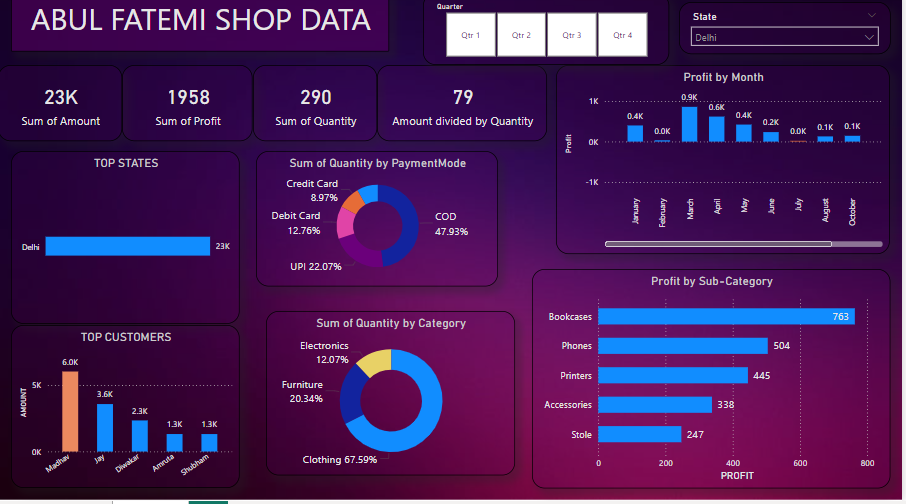 ABUL FATEMI SHOP DATA
Quarter
Qtr 1
Qtr 2
Qtr 3
Qtr 4
State
Delhi
23K
Sum of Amount
1958
Sum of Profit
290
Sum of Quantity
79
Amount divided by Quantity
Profit by Month
Profit
1K
0K
-1K
0.4K
0.0K
0.9K
0.6K
0.4K
0.2K
0.0K
0.1K
0.1K
January
February
March
April
May
June
July
August
October
TOP STATES
Delhi
23K
Sum of Quantity by PaymentMode
Credit Card
8.97%
Debit Card
12.76%
UPI 22.07%
COD
47.93%
TOP CUSTOMERS
AMOUNT
5K
0K
6.0K
3.6K
2.3K
1.3K
1.3K
Madhav
Jay
Diwakar
Amruta
Shubham
Sum of Quantity by Category
Electronics
12.07%
Furniture
20.34%
Clothing 67.59%
Profit by Sub-Category
Bookcases
763
Phones
504
Printers
445
Accessories
338
Stole
247
0
200
400
600
800
PROFIT